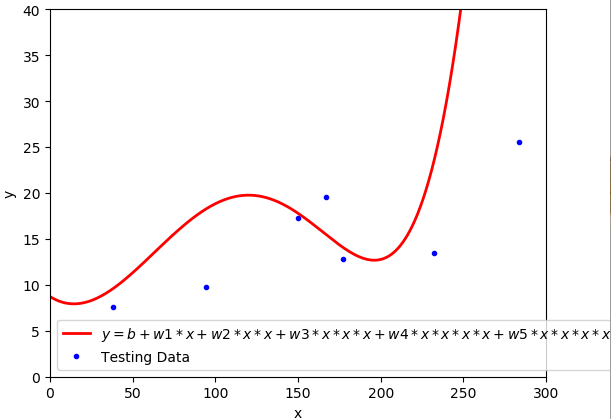 40
35
30
25
20
15
10
5
0
y
y = b + w1 * x + w2 * x * x + w3 * x * x * x + w4 * x * x * x * x + w5 * x * x * x * x
Testing Data
0 50 100 150 200 250 300
x